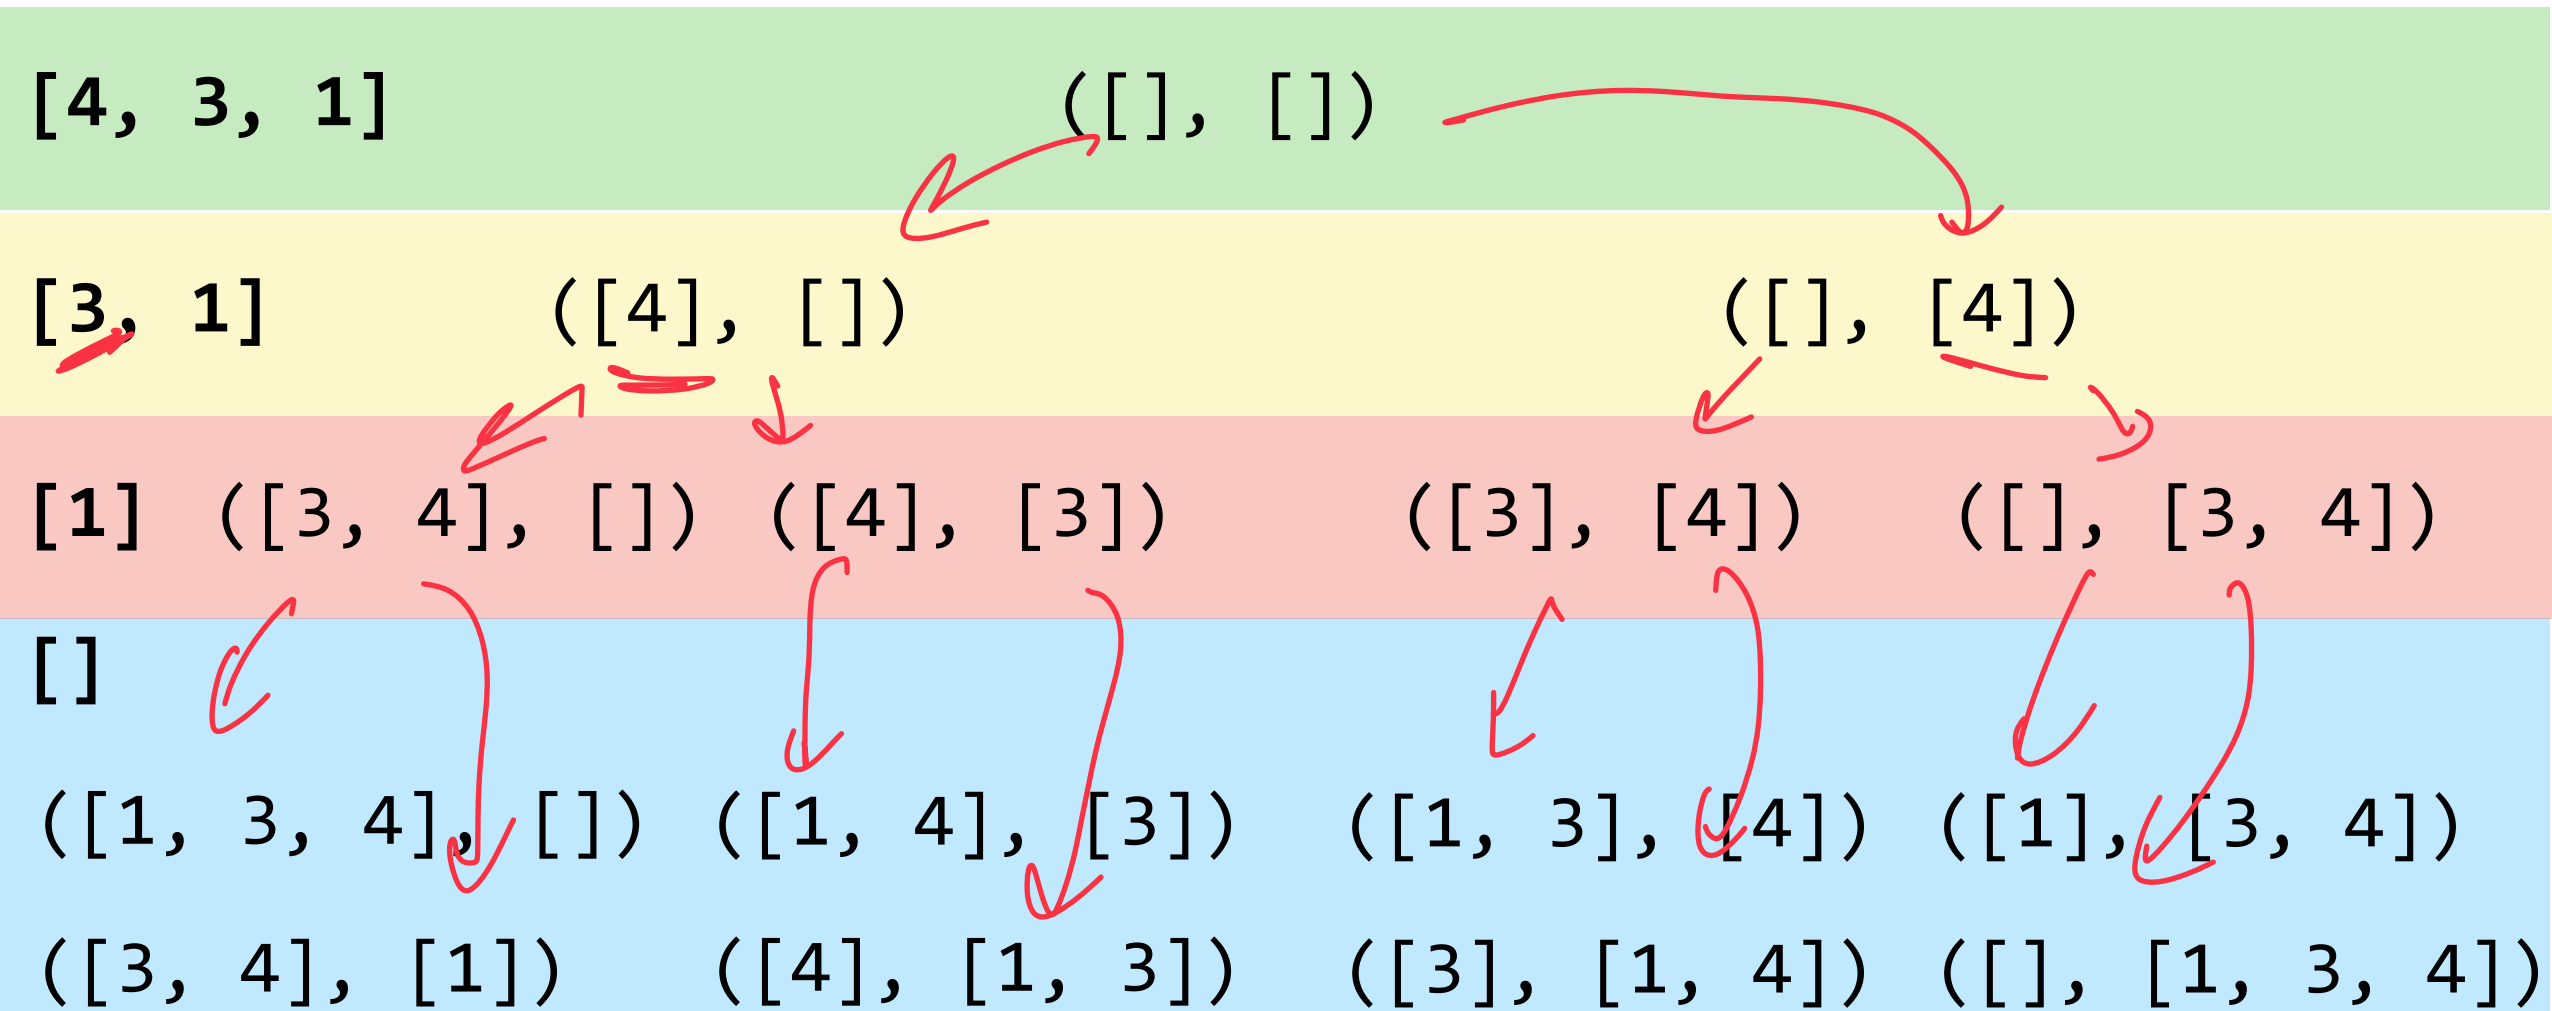 [4, 3, 1] ([], [])
[3, 1] ([4], []) ([], [4])
[1] ([3, 4], []) ([4], [3]) ([3], [4]) ([], [3, 4])
[]
([1, 3, 4], []) ([1, 4], [3]) ([1, 3], [4]) ([1], [3, 4])
([3, 4], [1]) ([4], [1, 3]) ([3], [1, 4]) ([], [1, 3, 4])